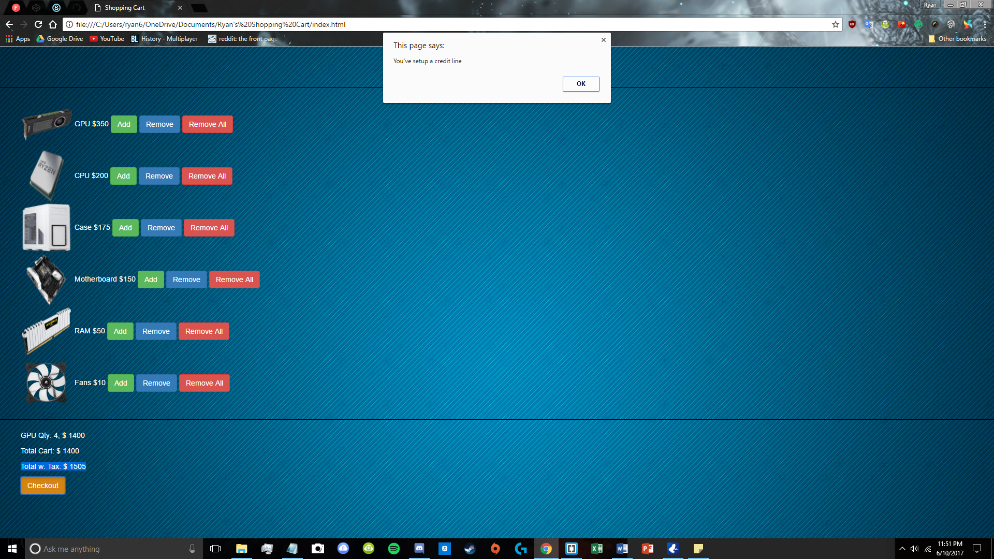 Shopping Cart
Ryan
file:///C:/Users/ryan6/OneDrive/Documents/Ryan's%20Shopping%20Cart/index.html
Apps Google Drive YouTube BL History Multiplayer reddit: the front page Other bookmarks
This page says:
You've setup a credit line
OK
GPU $350 Add Remove Remove All
CPU $200 Add Remove Remove All
Case $175 Add Remove Remove All
Motherboard $150 Add Remove Remove All
RAM $50 Add Remove Remove All
Fans $10 Add Remove Remove All
GPU Qty. 4, $ 1400
Total Cart: $ 1400
Total w. Tax: $ 1505
Checkout
Ask me anything
11:51 PM
6/10/2017